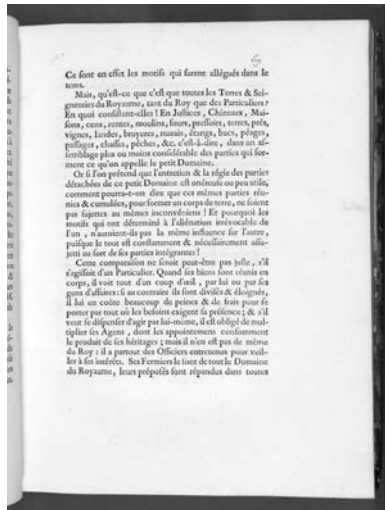 Ce sont en effet les motifs qui furent allégués dans le
tems.
Mais, qu'est-ce que c'est que toutes les Terres & Sei-
gneuries du Royaume, tant du Roy que des Particuliers?
En quoi consistent-elles? En Justices, Châteaux, Mai-
sons, cens, rentes, moulins, fours, pressoirs, terres, prés,
vignes, landes, bruyeres, marais, étangs, bacs, péages,
passages, chasses, pêches, &c. c'est-à-dire, dans un as-
semblage plus ou moins considérable des parties qui for-
ment ce qu'on appelle le petit Domaine.
Or si l'on prétend que l'entretien & la régie des parties
détachées de ce petit Domaine est onéreuse ou peu utile,
comment pourra-t-on dire que ces mêmes parties réu-
nies & cumulées, pour former un corps de terre, ne soient
pas sujettes au mêmes inconvéniens? Et pourquoi les
motifs qui ont déterminé à l'aliénation irrévocable de
l'un, n'auroient-ils pas la même influence sur l'autre,
puisque le tout est constamment & nécessairement assu-
jetti au sort de ses parties intégrantes?
Cette comparaison ne seroit peut-être pas juste, s'il
s'agissoit d'un Particulier. Quand ses biens sont réunis en
corps, il voit tout d'un coup d'œil, par lui ou par ses
gens d'affaires: si au contraire ils sont divisés & éloignés,
il lui en coûte beaucoup de peines & de frais pour se
porter par tout où les besoins exigent sa présence; & s'il
veut se dispenser d'agir par lui-même, il est obligé de mul-
tiplier ses Agens, dont les appointemens consomment
le produit de ses héritages; mais il n'en est pas de même
du Roy: il a partout des Officiers entretenus pour veil-
ler à ses intérêts. Ses Fermiers le sont de tout le Domaine
du Royaume, leurs préposés sont répandus dans toutes